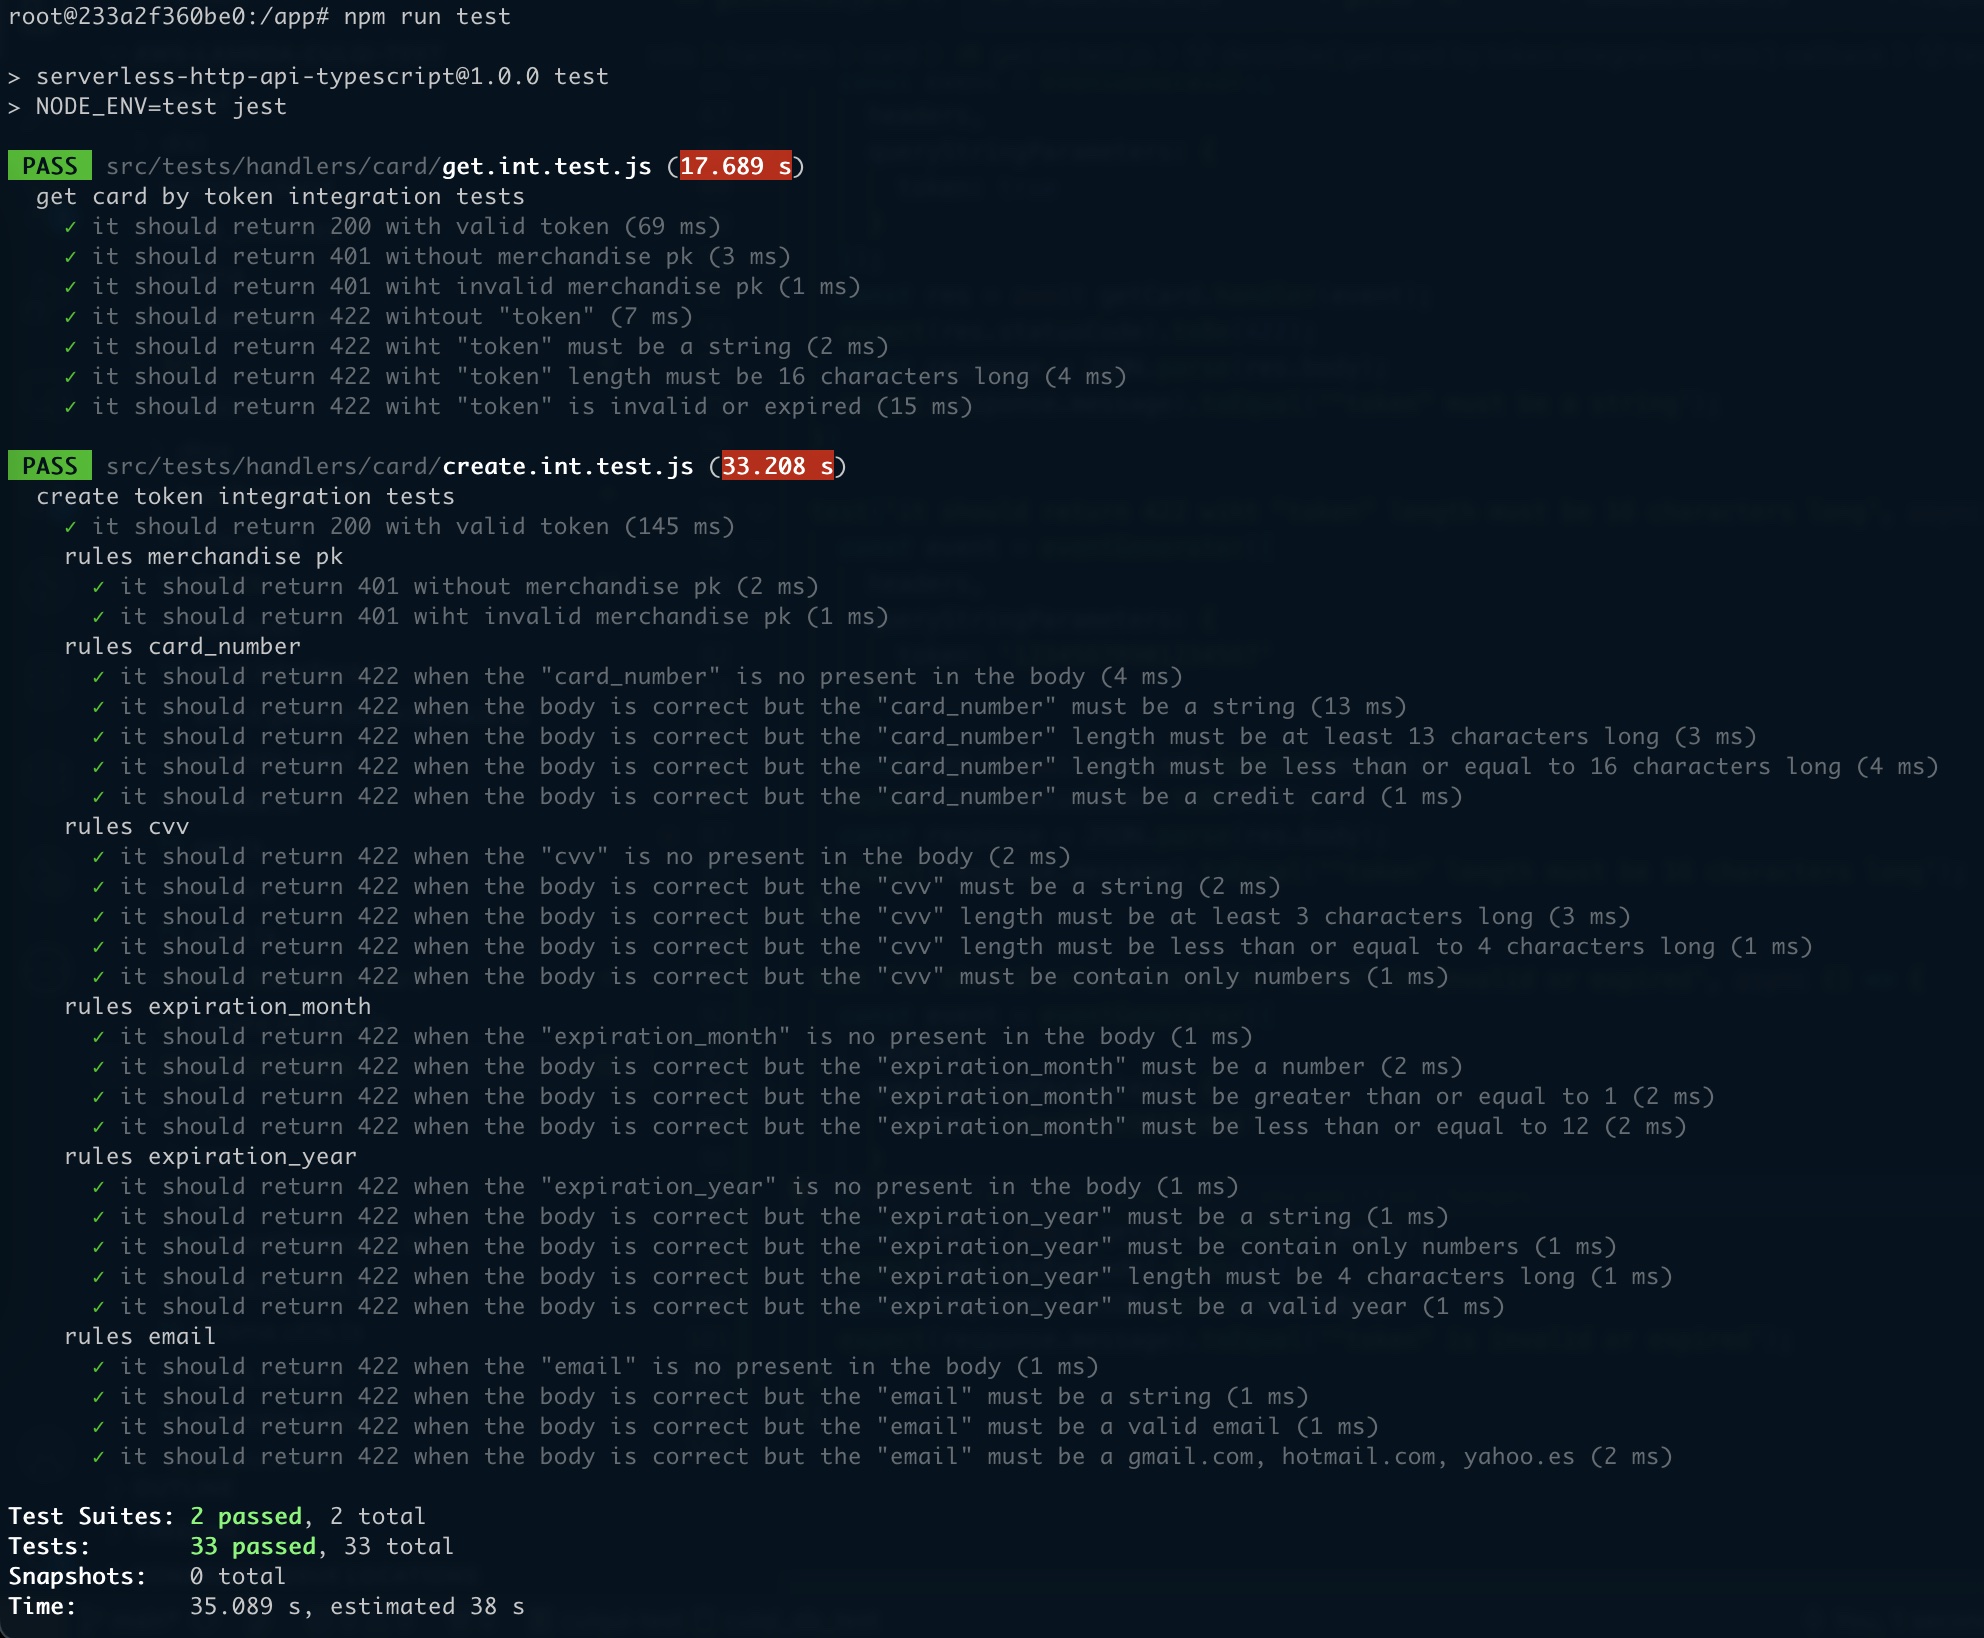 root@233a2f360be0:/app# npm run test
> serverless-http-api-typescript@1.0.0 test
> NODE_ENV=test jest
PASS src/tests/handlers/card/get.int.test.js (17.689 s)
get card by token integration tests
✓ it should return 200 with valid token (69 ms)
✓ it should return 401 without merchandise pk (3 ms)
✓ it should return 401 wiht invalid merchandise pk (1 ms)
✓ it should return 422 wihtout "token" (7 ms)
✓ it should return 422 wiht "token" must be a string (2 ms)
✓ it should return 422 wiht "token" length must be 16 characters long (4 ms)
✓ it should return 422 wiht "token" is invalid or expired (15 ms)
PASS src/tests/handlers/card/create.int.test.js (33.208 s)
create token integration tests
✓ it should return 200 with valid token (145 ms)
rules merchandise pk
✓ it should return 401 without merchandise pk (2 ms)
✓ it should return 401 wiht invalid merchandise pk (1 ms)
rules card_number
✓ it should return 422 when the "card_number" is no present in the body (4 ms)
✓ it should return 422 when the body is correct but the "card_number" must be a string (13 ms)
✓ it should return 422 when the body is correct but the "card_number" length must be at least 13 characters long (3 ms)
✓ it should return 422 when the body is correct but the "card_number" length must be less than or equal to 16 characters long (4 ms)
✓ it should return 422 when the body is correct but the "card_number" must be a credit card (1 ms)
rules cvv
✓ it should return 422 when the "cvv" is no present in the body (2 ms)
✓ it should return 422 when the body is correct but the "cvv" must be a string (2 ms)
✓ it should return 422 when the body is correct but the "cvv" length must be at least 3 characters long (3 ms)
✓ it should return 422 when the body is correct but the "cvv" length must be less than or equal to 4 characters long (1 ms)
✓ it should return 422 when the body is correct but the "cvv" must be contain only numbers (1 ms)
rules expiration_month
✓ it should return 422 when the "expiration_month" is no present in the body (1 ms)
✓ it should return 422 when the body is correct but the "expiration_month" must be a number (2 ms)
✓ it should return 422 when the body is correct but the "expiration_month" must be greater than or equal to 1 (2 ms)
✓ it should return 422 when the body is correct but the "expiration_month" must be less than or equal to 12 (2 ms)
rules expiration_year
✓ it should return 422 when the "expiration_year" is no present in the body (1 ms)
✓ it should return 422 when the body is correct but the "expiration_year" must be a string (1 ms)
✓ it should return 422 when the body is correct but the "expiration_year" must be contain only numbers (1 ms)
✓ it should return 422 when the body is correct but the "expiration_year" length must be 4 characters long (1 ms)
✓ it should return 422 when the body is correct but the "expiration_year" must be a valid year (1 ms)
rules email
✓ it should return 422 when the "email" is no present in the body (1 ms)
✓ it should return 422 when the body is correct but the "email" must be a string (1 ms)
✓ it should return 422 when the body is correct but the "email" must be a valid email (1 ms)
✓ it should return 422 when the body is correct but the "email" must be a gmail.com, hotmail.com, yahoo.es (2 ms)
Test Suites: 2 passed, 2 total
Tests: 33 passed, 33 total
Snapshots: 0 total
Time: 35.089 s, estimated 38 s